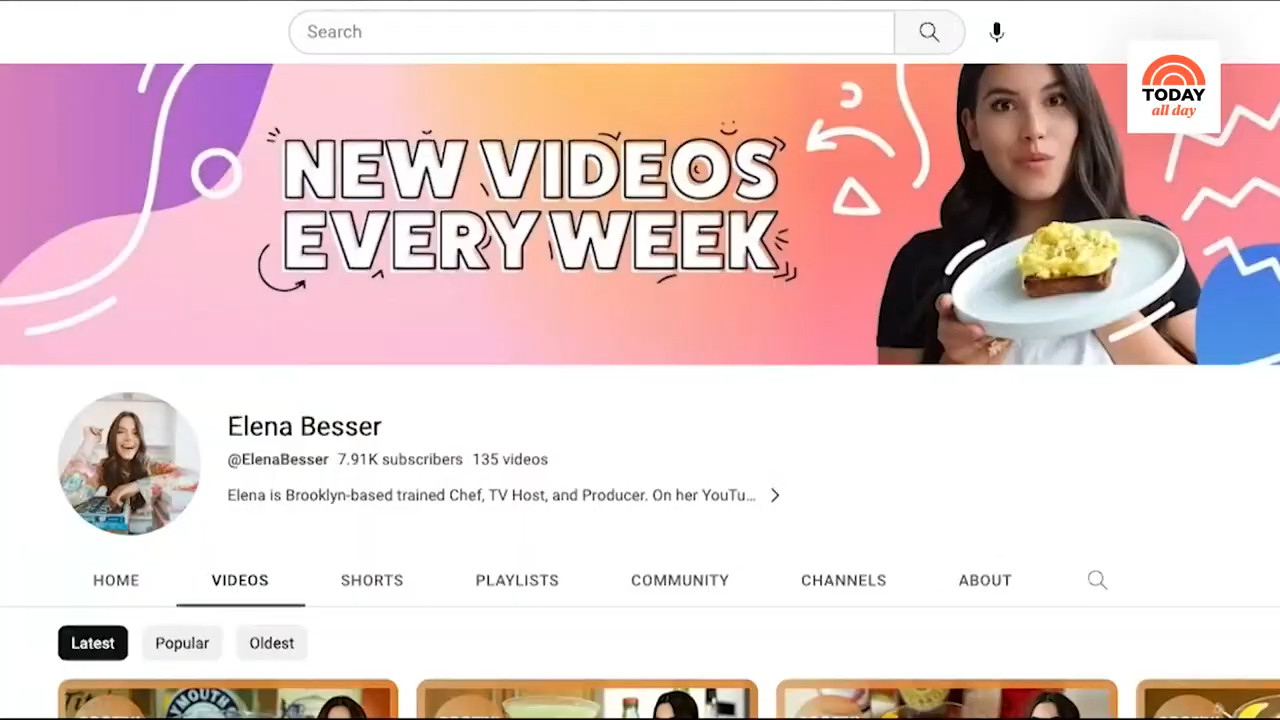 Search
TODAY
all day
NEW VIDEOS
EVERY WEEK
Elena Besser
@ElenaBesser 7.91K subscribers 135 videos
Elena is Brooklyn-based trained Chef, TV Host, and Producer. On her YouTu...
HOME VIDEOS SHORTS PLAYLISTS COMMUNITY CHANNELS ABOUT
Latest Popular Oldest